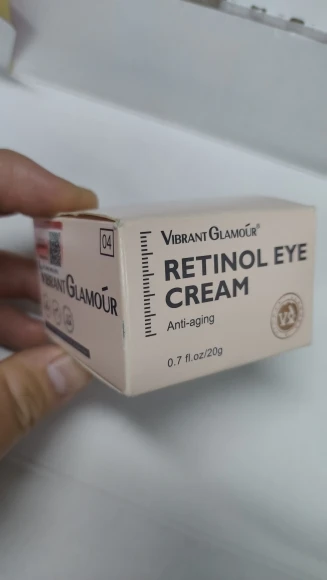 04
VIBRANT GLAMOUR
VIBRANT GLAMOUR®
RETINOL EYE
CREAM
Anti-aging
0.7 fl.oz/20g